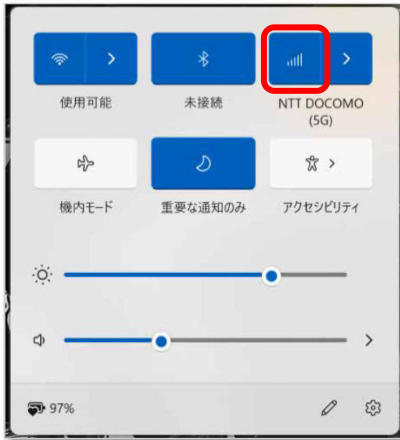 使用可能
未接続
NTT DOCOMO
(5G)
機内モード
重要な通知のみ
アクセシビリティ
97%